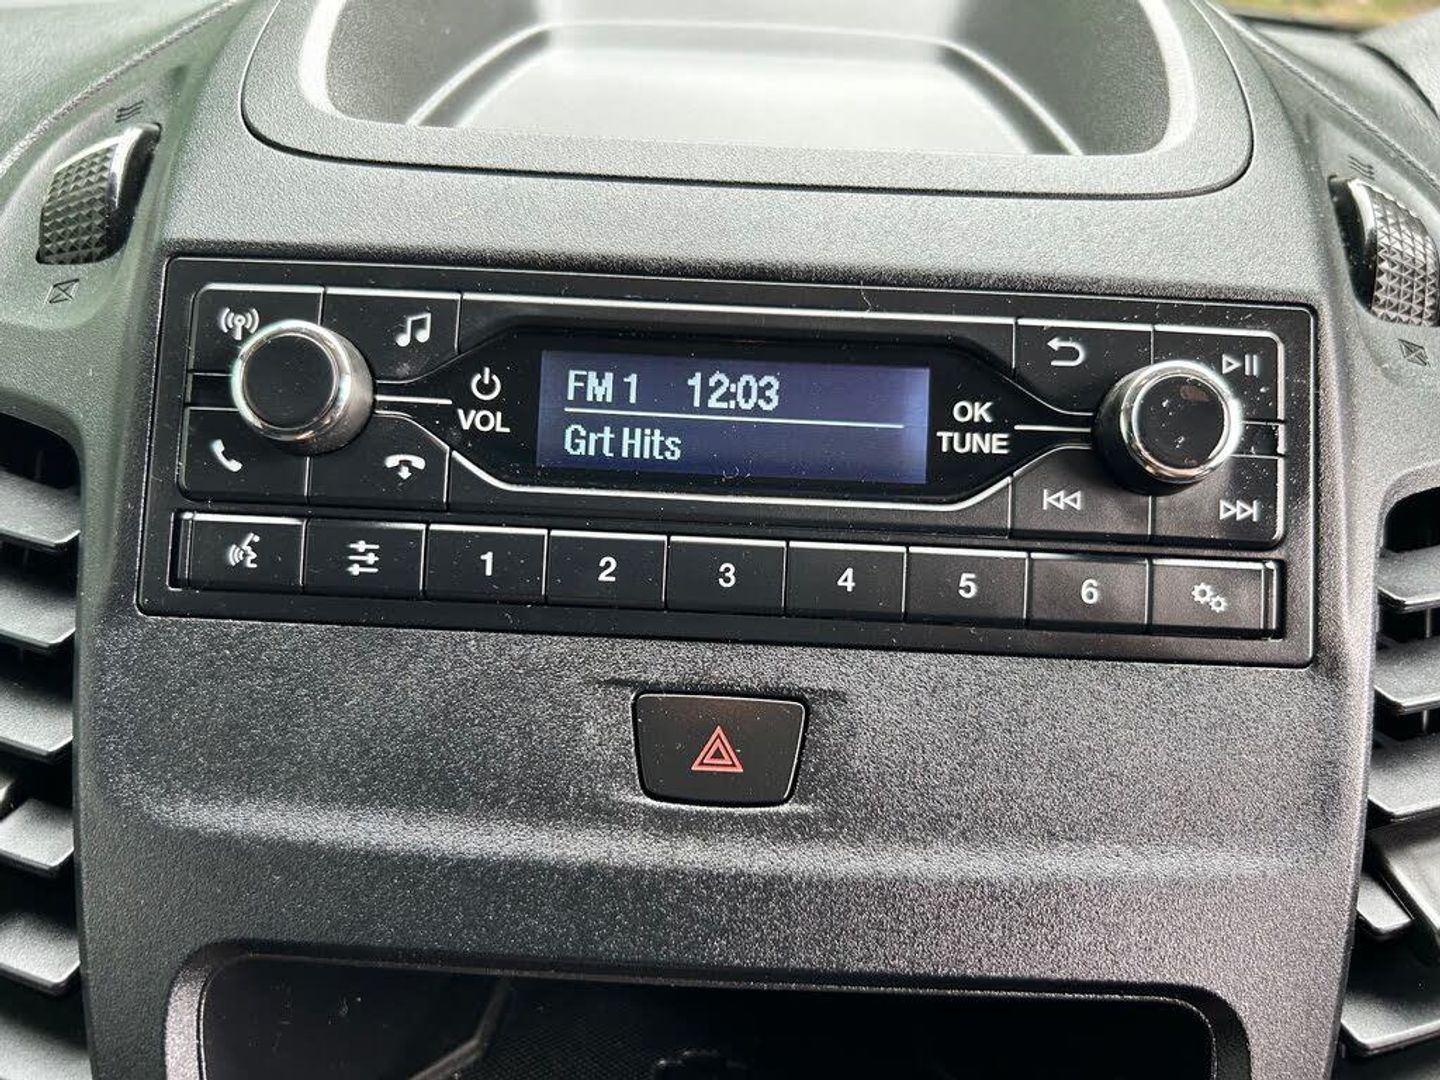 FM 1 12:03
Grt Hits
VOL
OK
TUNE
1 2 3 4 5 6